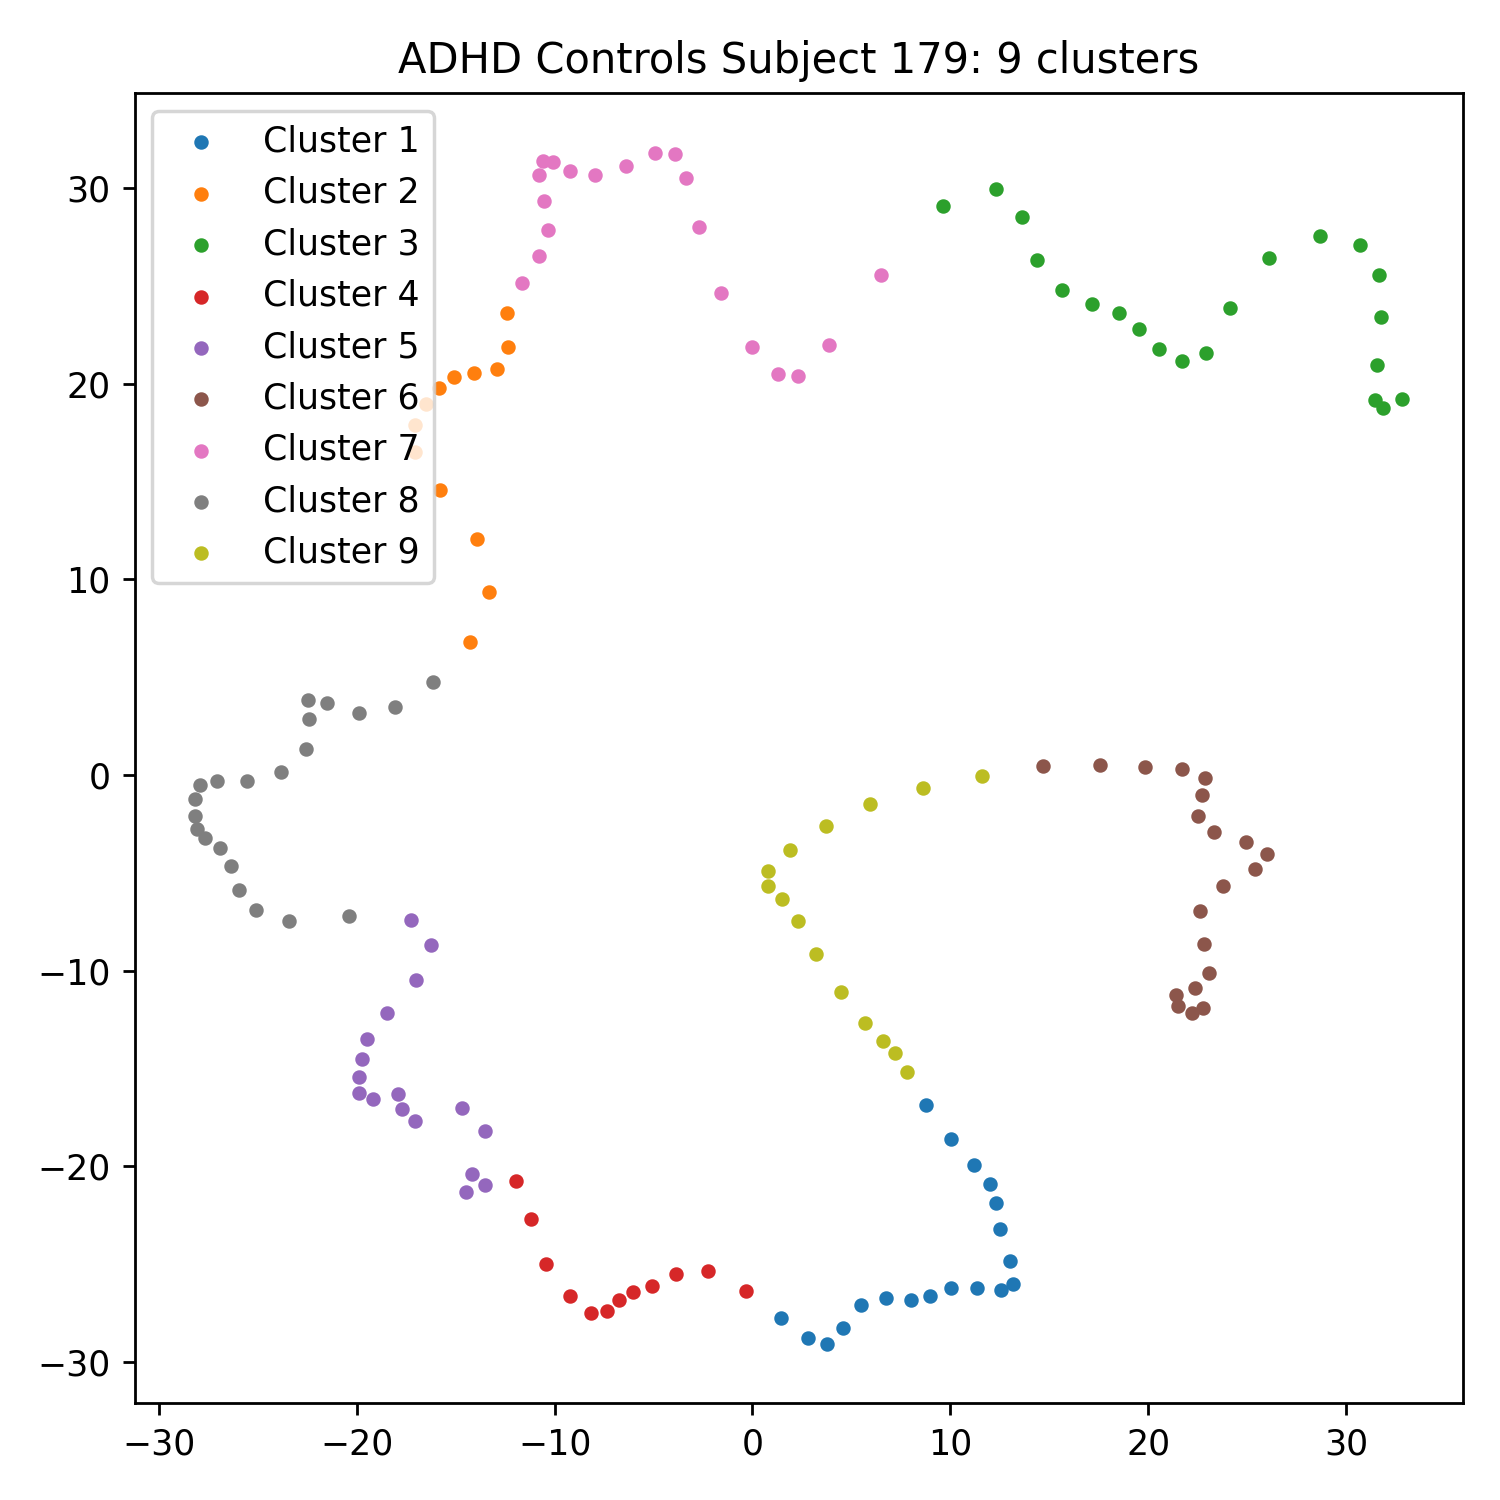 ADHD Controls Subject 179: 9 clusters
Cluster 1
Cluster 2
Cluster 3
Cluster 4
Cluster 5
Cluster 6
Cluster 7
Cluster 8
Cluster 9
30
20
10
0
−10
−20
−30
−30 −20 −10 0 10 20 30